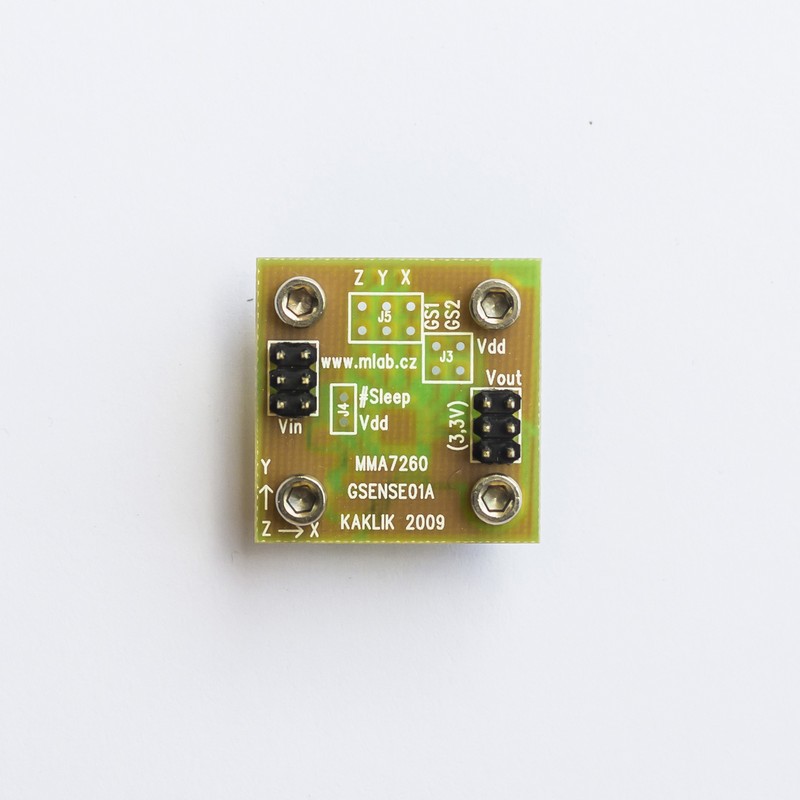 Z Y X
J5
GS1
GS2
J3
Vdd
www.mlab.cz
Vout
#Sleep
J4
Vdd
(3,3V)
Vin
MMA7260
Y
GSENSE01A
KAKLIK 2009
Z X